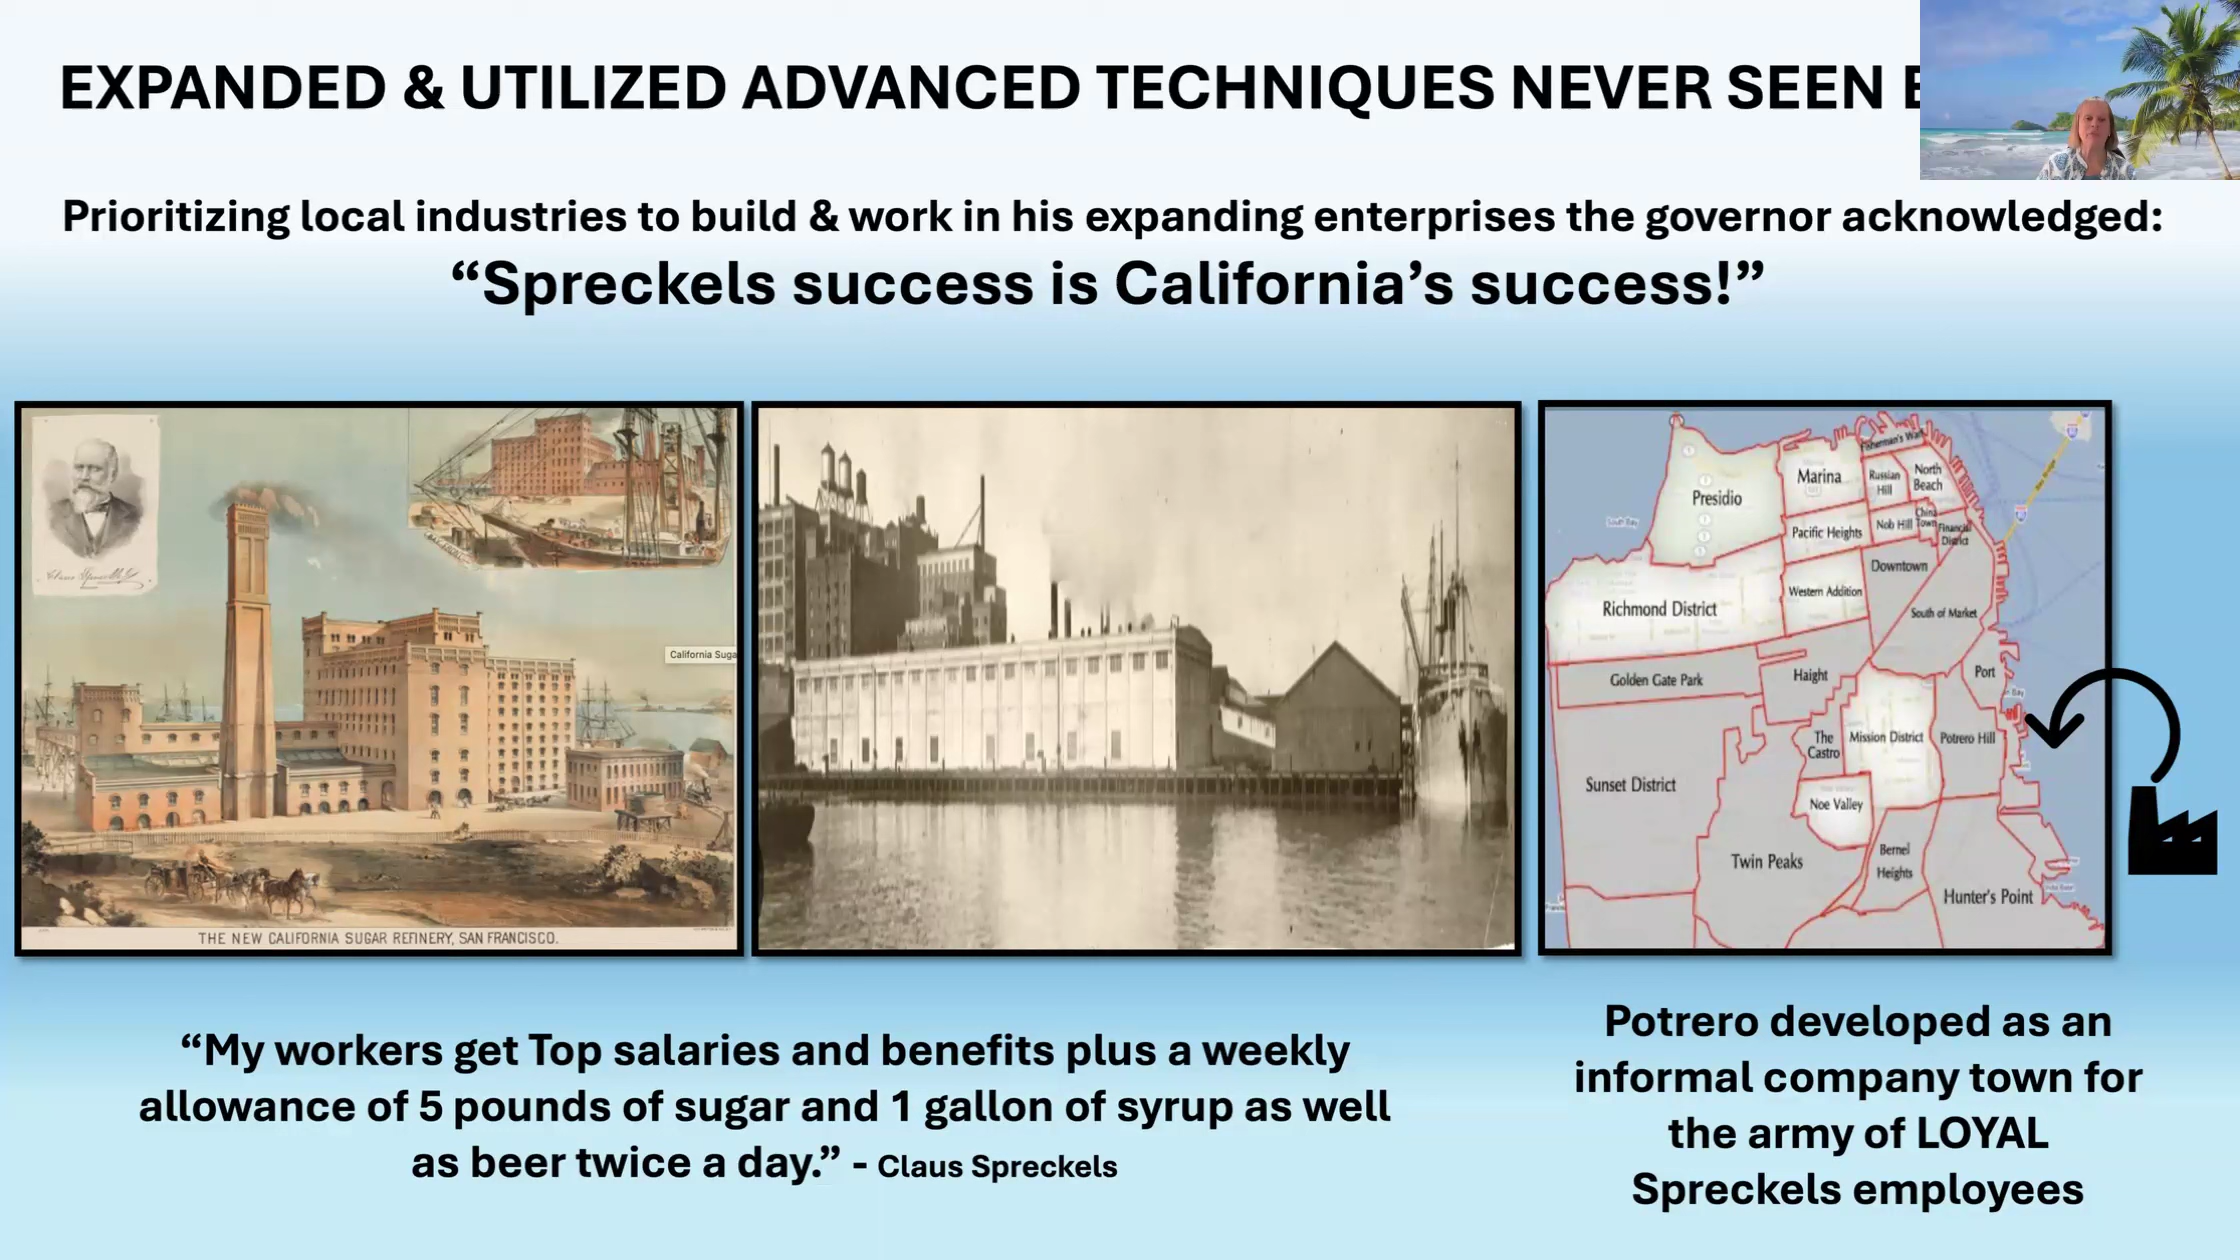 EXPANDED & UTILIZED ADVANCED TECHNIQUES NEVER SEEN
Prioritizing local industries to build & work in his expanding enterprises the governor acknowledged:
“Spreckels success is California’s success!”
California Suga
THE NEW CALIFORNIA SUGAR REFINERY, SAN FRANCISCO.
Fisherman's Warf
Marina
Russian
Hill
North
Beach
Presidio
Pacific Heights
Nob Hill
China
Town
Financial
District
Downtown
Western Addition
Richmond District
South of Market
Golden Gate Park
Haight
Port
The
Castro
Mission District
Potrero Hill
Sunset District
Noe Valley
Twin Peaks
Bernel
Heights
Hunter's Point
“My workers get Top salaries and benefits plus a weekly
allowance of 5 pounds of sugar and 1 gallon of syrup as well
as beer twice a day.” - Claus Spreckels
Potrero developed as an
informal company town for
the army of LOYAL
Spreckels employees